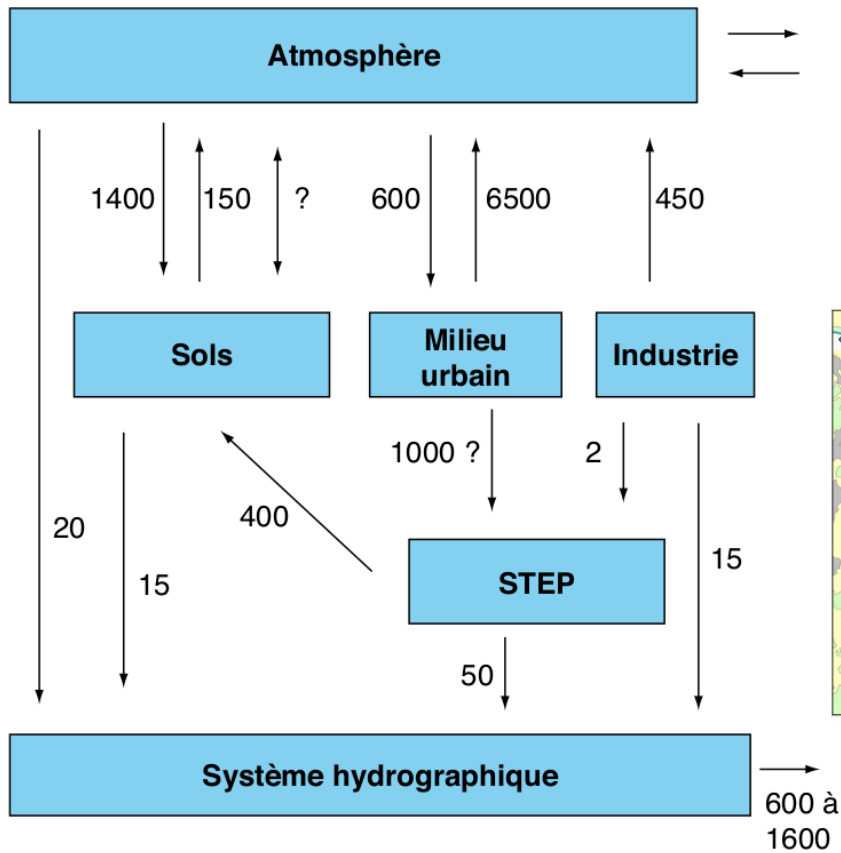 Atmosphère
1400
150
?
600
6500
450
Sols
Milieu
urbain
Industrie
1000 ?
2
400
20
15
STEP
15
50
Système hydrographique
600 à
1600